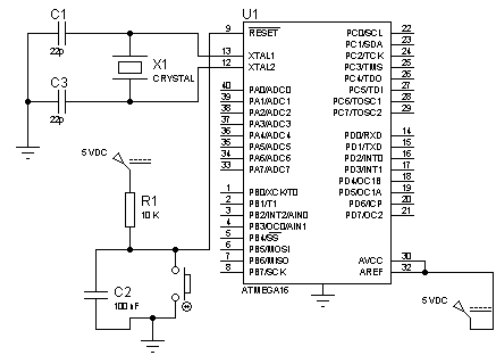 C1
22p
C3
22p
X1
CRYSTAL
5VDC
R1
10K
C2
100nF
U1
9 RESET
13 XTAL1
12 XTAL2
40 PA0/ADC0
39 PA1/ADC1
38 PA2/ADC2
37 PA3/ADC3
36 PA4/ADC4
35 PA5/ADC5
34 PA6/ADC6
33 PA7/ADC7
1 PB0/XCK/T0
2 PB1/T1
3 PB2/INT2/AIN0
4 PB3/OC0/AIN1
5 PB4/SS
6 PB5/MOSI
7 PB6/MISO
8 PB7/SCK
PC0/SCL 22
PC1/SDA 23
PC2/TCK 24
PC3/TMS 25
PC4/TDO 26
PC5/TDI 27
PC6/TOSC1 28
PC7/TOSC2 29
PD0/RXD 14
PD1/TXD 15
PD2/INT0 16
PD3/INT1 17
PD4/OC1B 18
PD5/OC1A 19
PD6/ICP 20
PD7/OC2 21
AVCC 30
AREF 32
ATMEGA16
5VDC